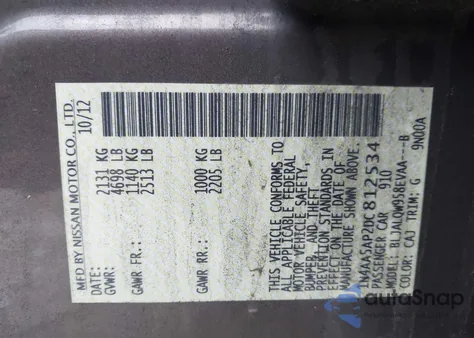 MFD BY NISSAN MOTOR CO., LTD.
10/12
GVWR: 2131 KG
4698 LB
GAWR FR.: 1140 KG
2513 LB
GAWR RR.: 1000 KG
2205 LB
THIS VEHICLE CONFORMS TO
ALL APPLICABLE FEDERAL
MOTOR VEHICLE SAFETY,
BUMPER, AND THEFT
PREVENTION STANDARDS
IN EFFECT ON THE DATE OF
MANUFACTURE SHOWN ABOVE.
1N4AA5AP2DC812534
PASSENGER CAR 910
MODEL: BLJALQW958EVAA---B
COLOR: CAJ TRIM: G 9N00A
autoSnap